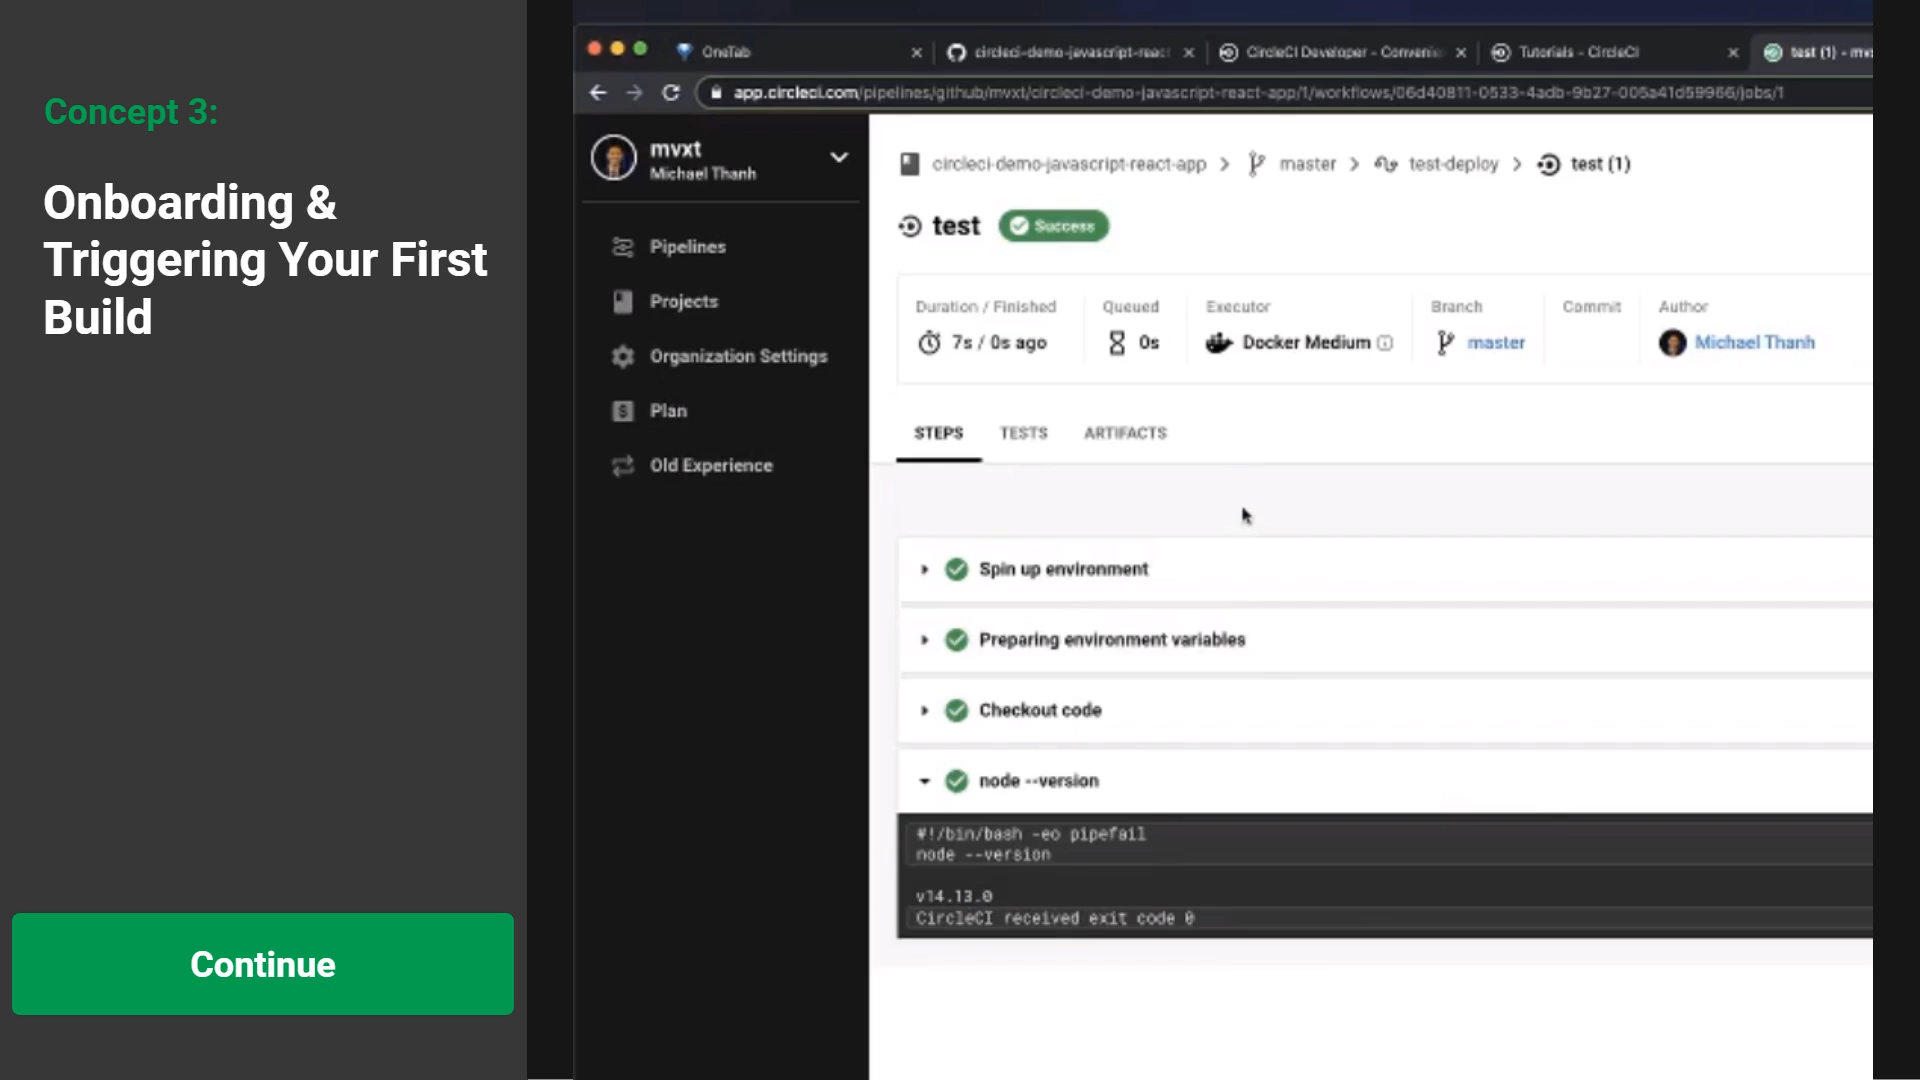 Concept 3:
Onboarding &
Triggering Your First
Build
Continue
OneTab
circleci-demo-javascript-react
CircleCI Developer - Convenie
Tutorials - CircleCI
test (1) - mvx
app.circleci.com/pipelines/github/mvxt/circleci-demo-javascript-react-app/1/workflows/06d40811-0533-4adb-9b27-005a41d59966/jobs/1
mvxt
Michael Thanh
Pipelines
Projects
Organization Settings
Plan
Old Experience
circleci-demo-javascript-react-app > master > test-deploy > test (1)
test Success
Duration / Finished Queued Executor Branch Commit Author
7s / 0s ago 0s Docker Medium master Michael Thanh
STEPS TESTS ARTIFACTS
Spin up environment
Preparing environment variables
Checkout code
node --version
#!/bin/bash -eo pipefail
node --version
v14.13.0
CircleCI received exit code 0